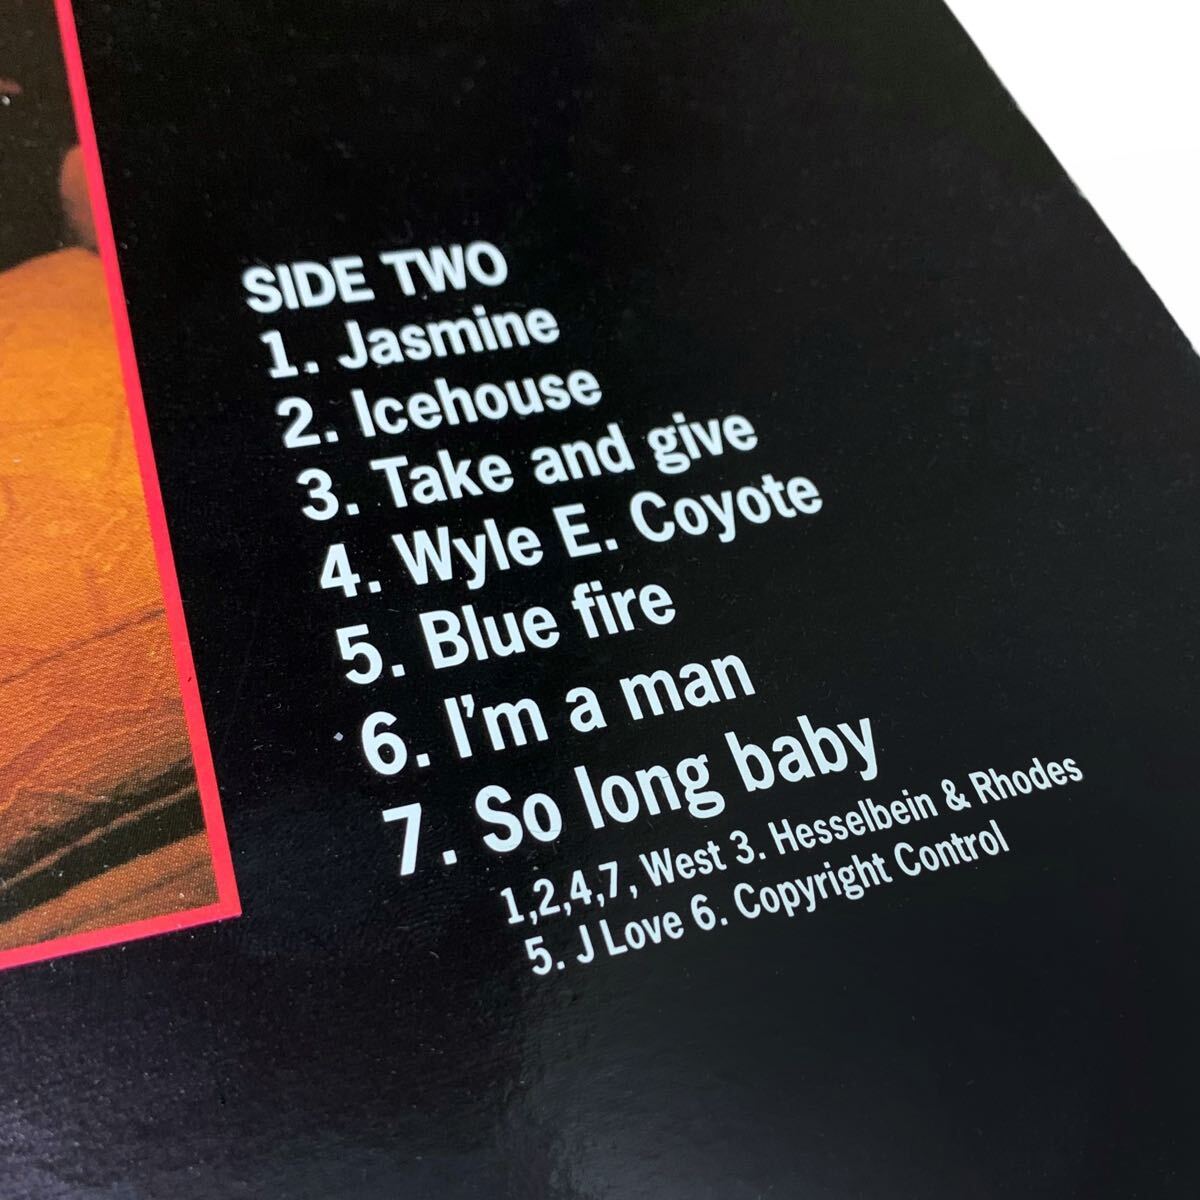 SIDE TWO
1. Jasmine
2. Icehouse
3. Take and give
4. Wyle E. Coyote
5. Blue fire
6. I'm a man
7. So long baby
1,2,4,7, West 3. Hesselbein & Rhodes
5. J Love 6. Copyright Control